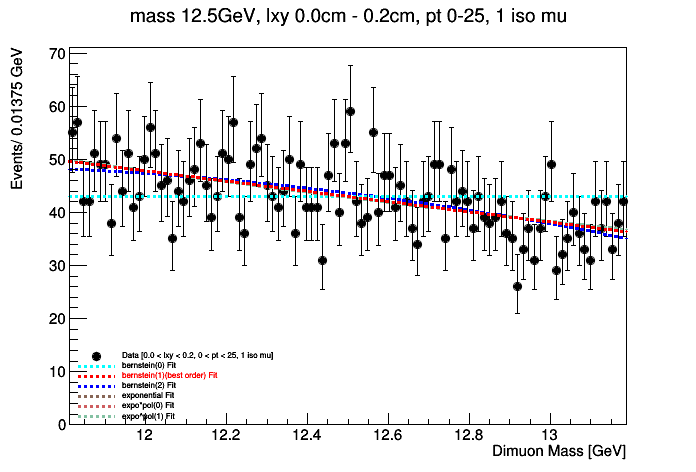 mass 12.5GeV, lxy 0.0cm - 0.2cm, pt 0-25, 1 iso mu
Events/ 0.01375 GeV
70
60
50
40
30
20
10
0
Data [0.0 < lxy < 0.2, 0 < pt < 25, 1 iso mu]
bernstein(0) Fit
bernstein(1)(best order) Fit
bernstein(2) Fit
exponential Fit
expo*pol(0) Fit
expo*pol(1) Fit
12 12.2 12.4 12.6 12.8 13
Dimuon Mass [GeV]